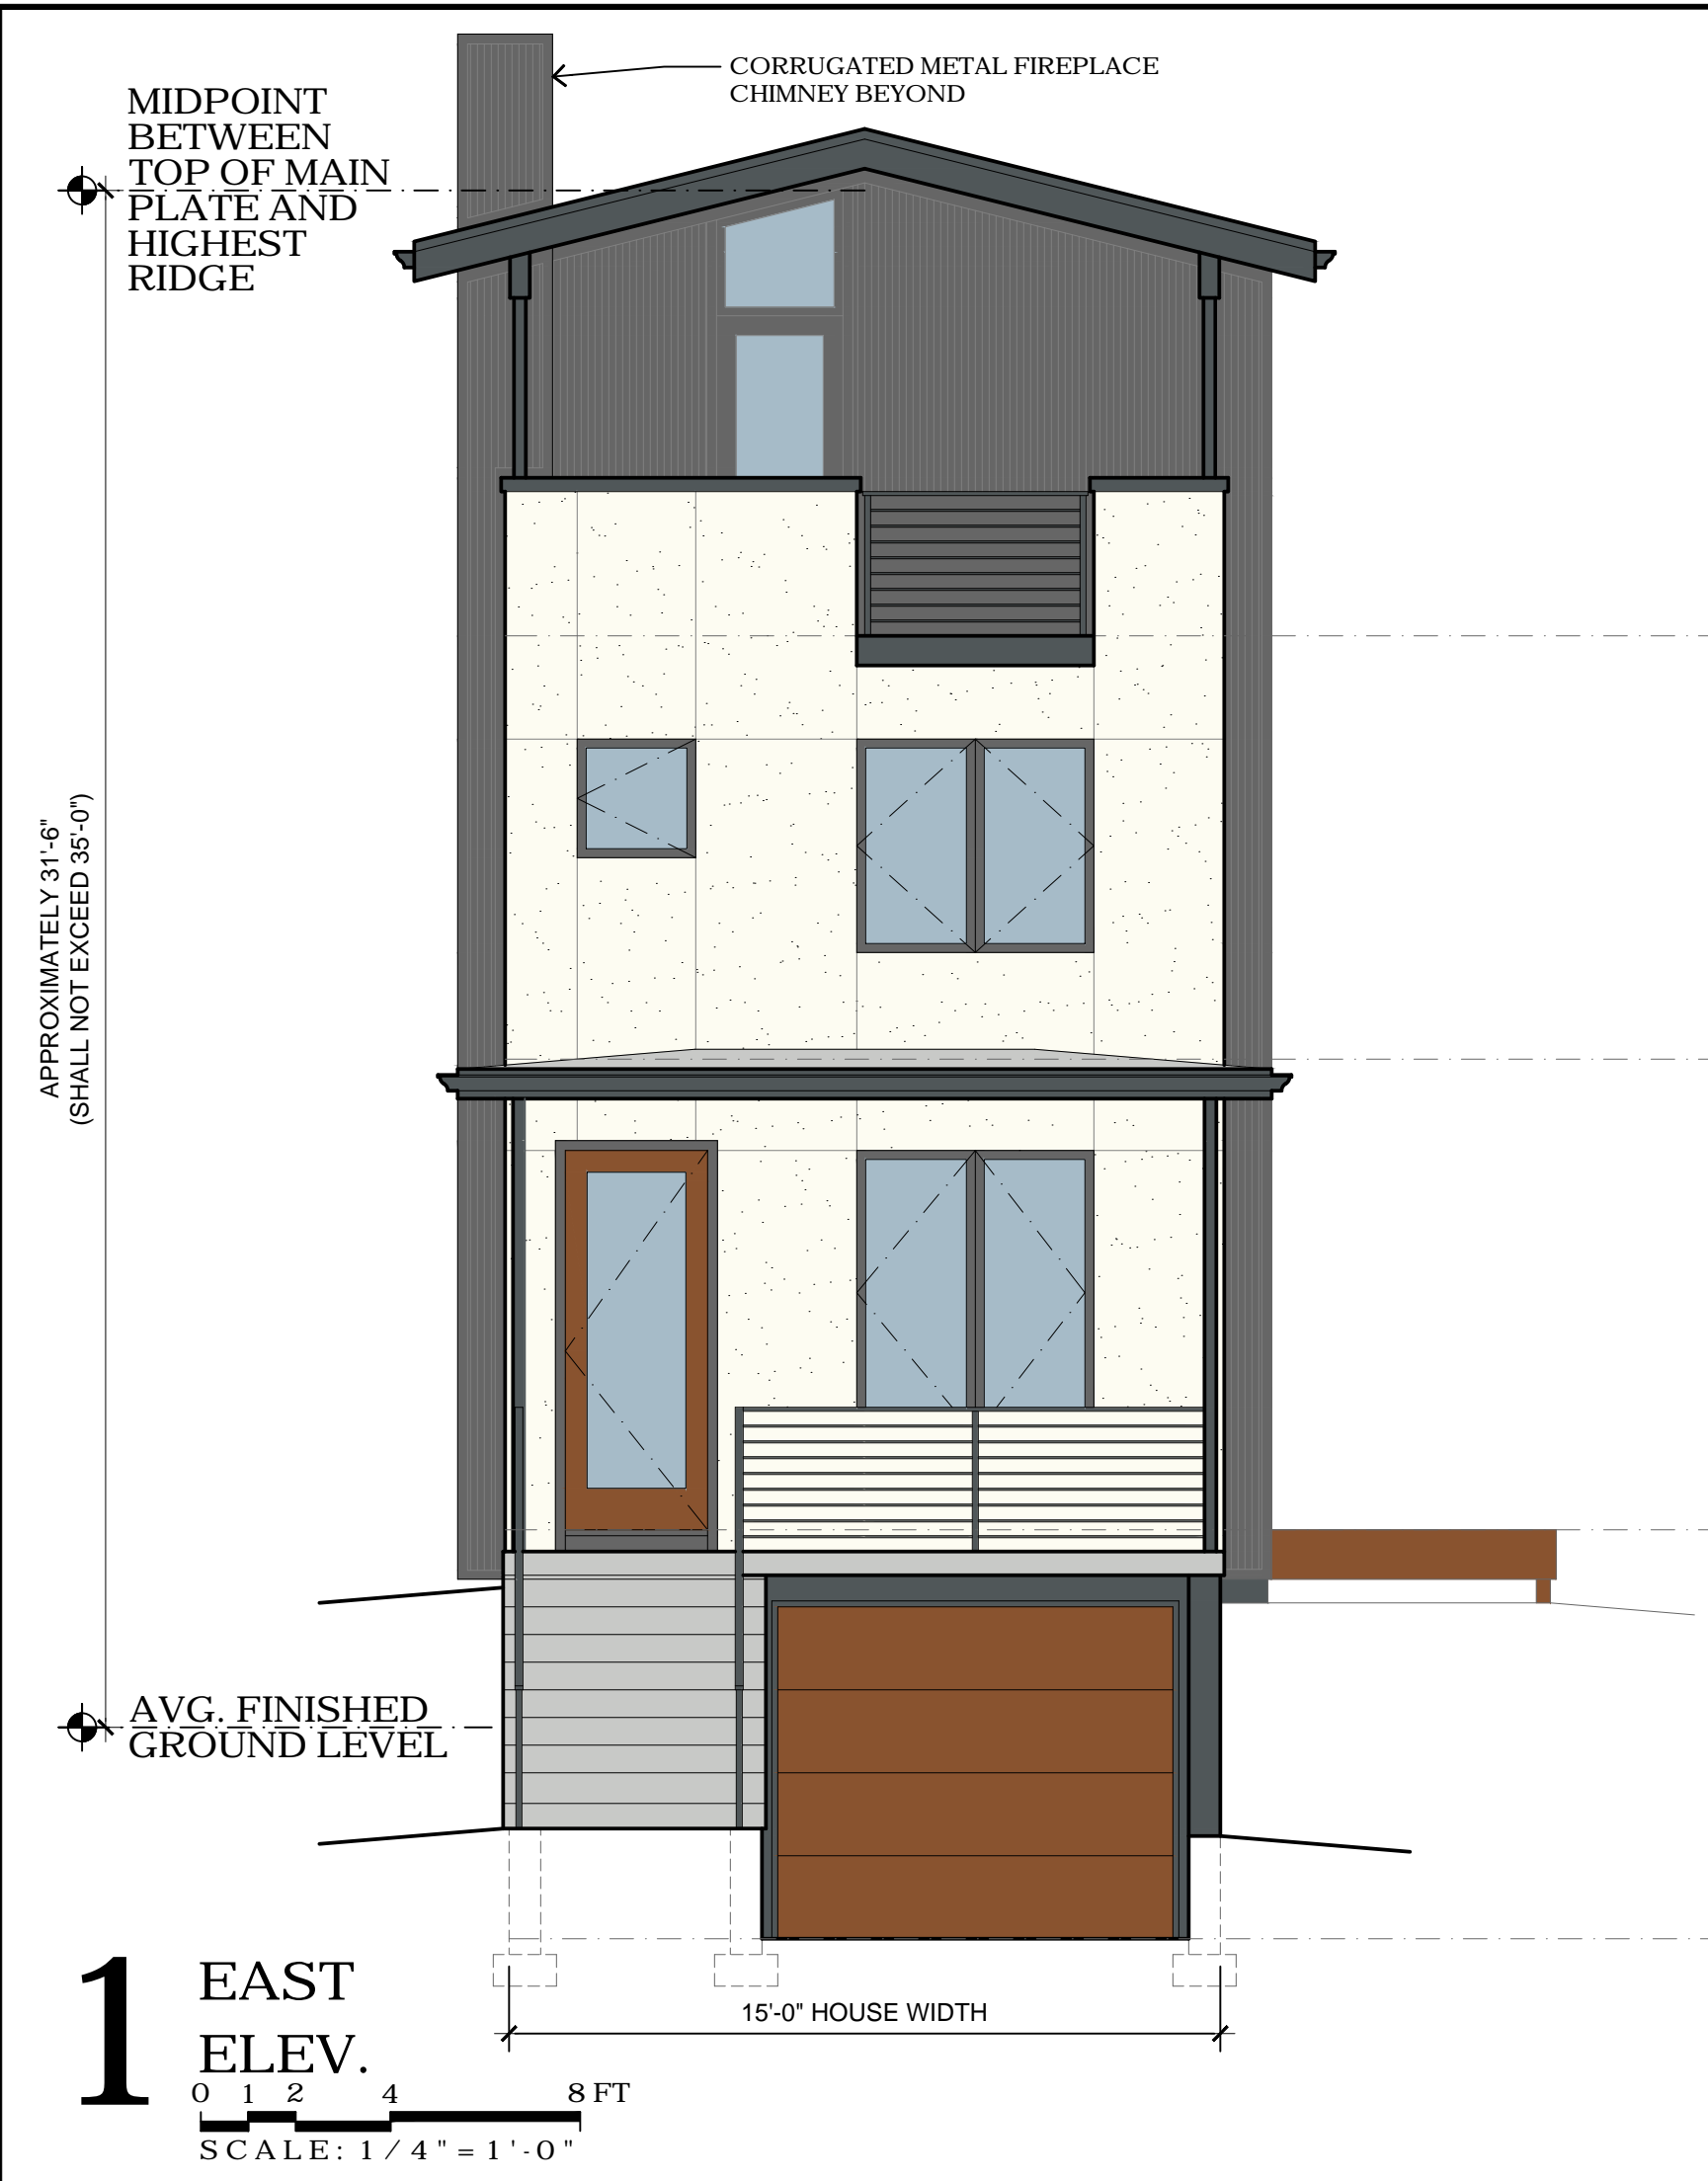 CORRUGATED METAL FIREPLACE
CHIMNEY BEYOND
MIDPOINT
BETWEEN
TOP OF MAIN
PLATE AND
HIGHEST
RIDGE
APPROXIMATELY 31'-6"
(SHALL NOT EXCEED 35'-0")
AVG. FINISHED
GROUND LEVEL
15'-0" HOUSE WIDTH
1
EAST
ELEV.
0 1 2 4 8 FT
SCALE: 1/4"=1'-0"